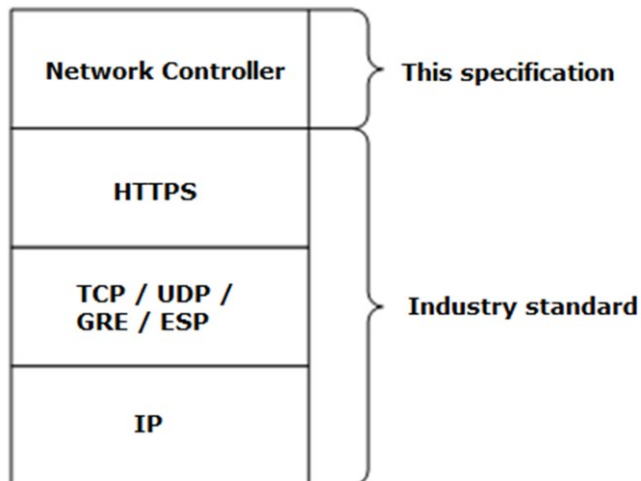 Network Controller
This specification
HTTPS
TCP / UDP /
GRE / ESP
Industry standard
IP